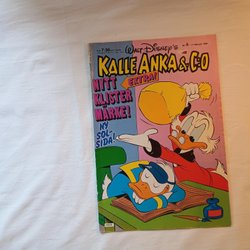 WALT DISNEY'S
KALLE ANKA & C:O
EXTRA!
NYTT
KLISTER
MÄRKE!
NY
SOL-
SIDA!